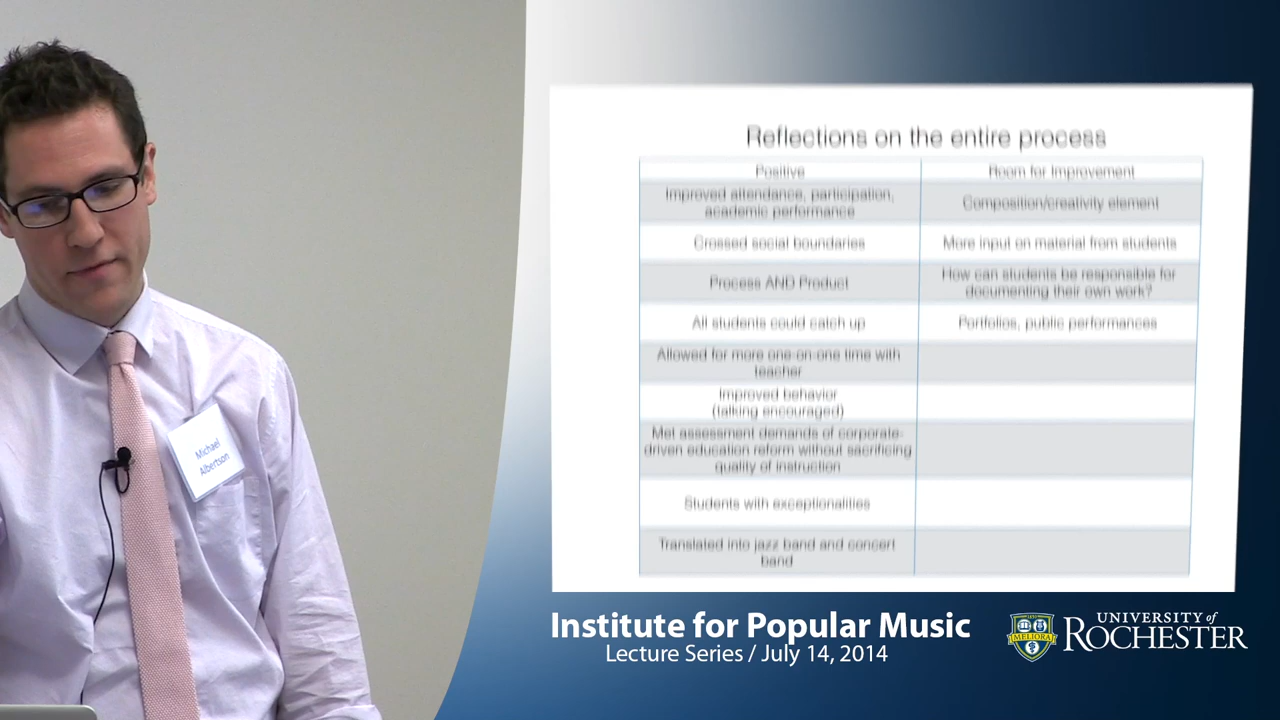 Michael
Albertson
Reflections on the entire process
Positive
Room for Improvement
Improved attendance, participation,
academic performance
Composition/creativity element
Crossed social boundaries
More input on material from students
Process AND Product
How can students be responsible for
documenting their own work?
All students could catch up
Portfolios, public performances
Allowed for more one-on-one time with
teacher
Improved behavior
(talking encouraged)
Met assessment demands of corporate-
driven education reform without sacrificing
quality of instruction
Students with exceptionalities
Translated into jazz band and concert
band
Institute for Popular Music
Lecture Series / July 14, 2014
MELIORA
UNIVERSITY of
ROCHESTER